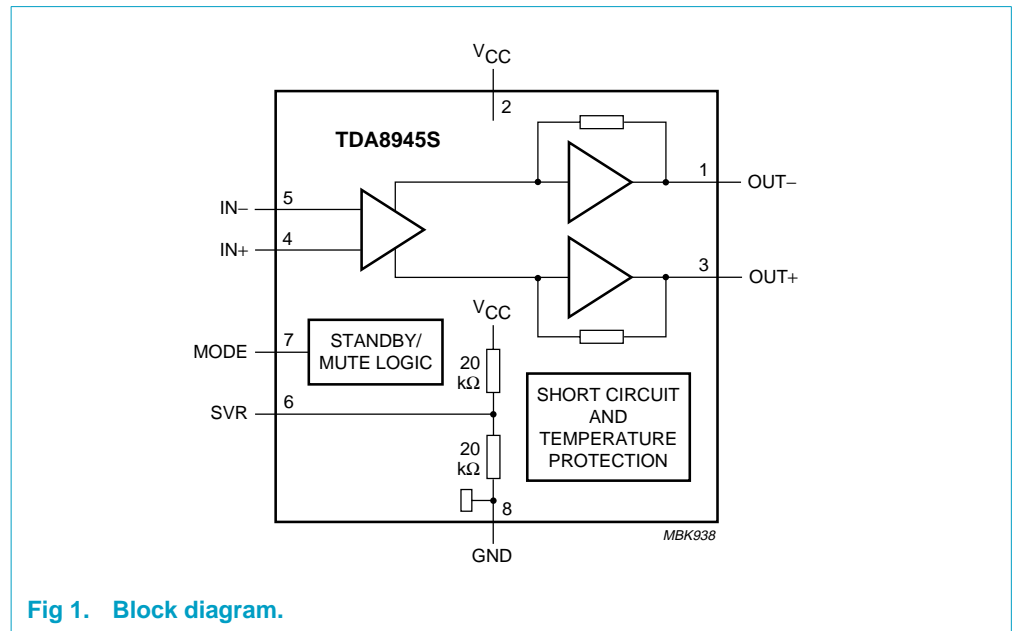 VCC
2
TDA8945S
1
OUT−
5
IN−
4
IN+
3
OUT+
VCC
7
MODE
STANDBY/
MUTE LOGIC
20
kΩ
6
SVR
SHORT CIRCUIT
AND
TEMPERATURE
PROTECTION
20
kΩ
8
MBK938
GND
Fig 1. Block diagram.